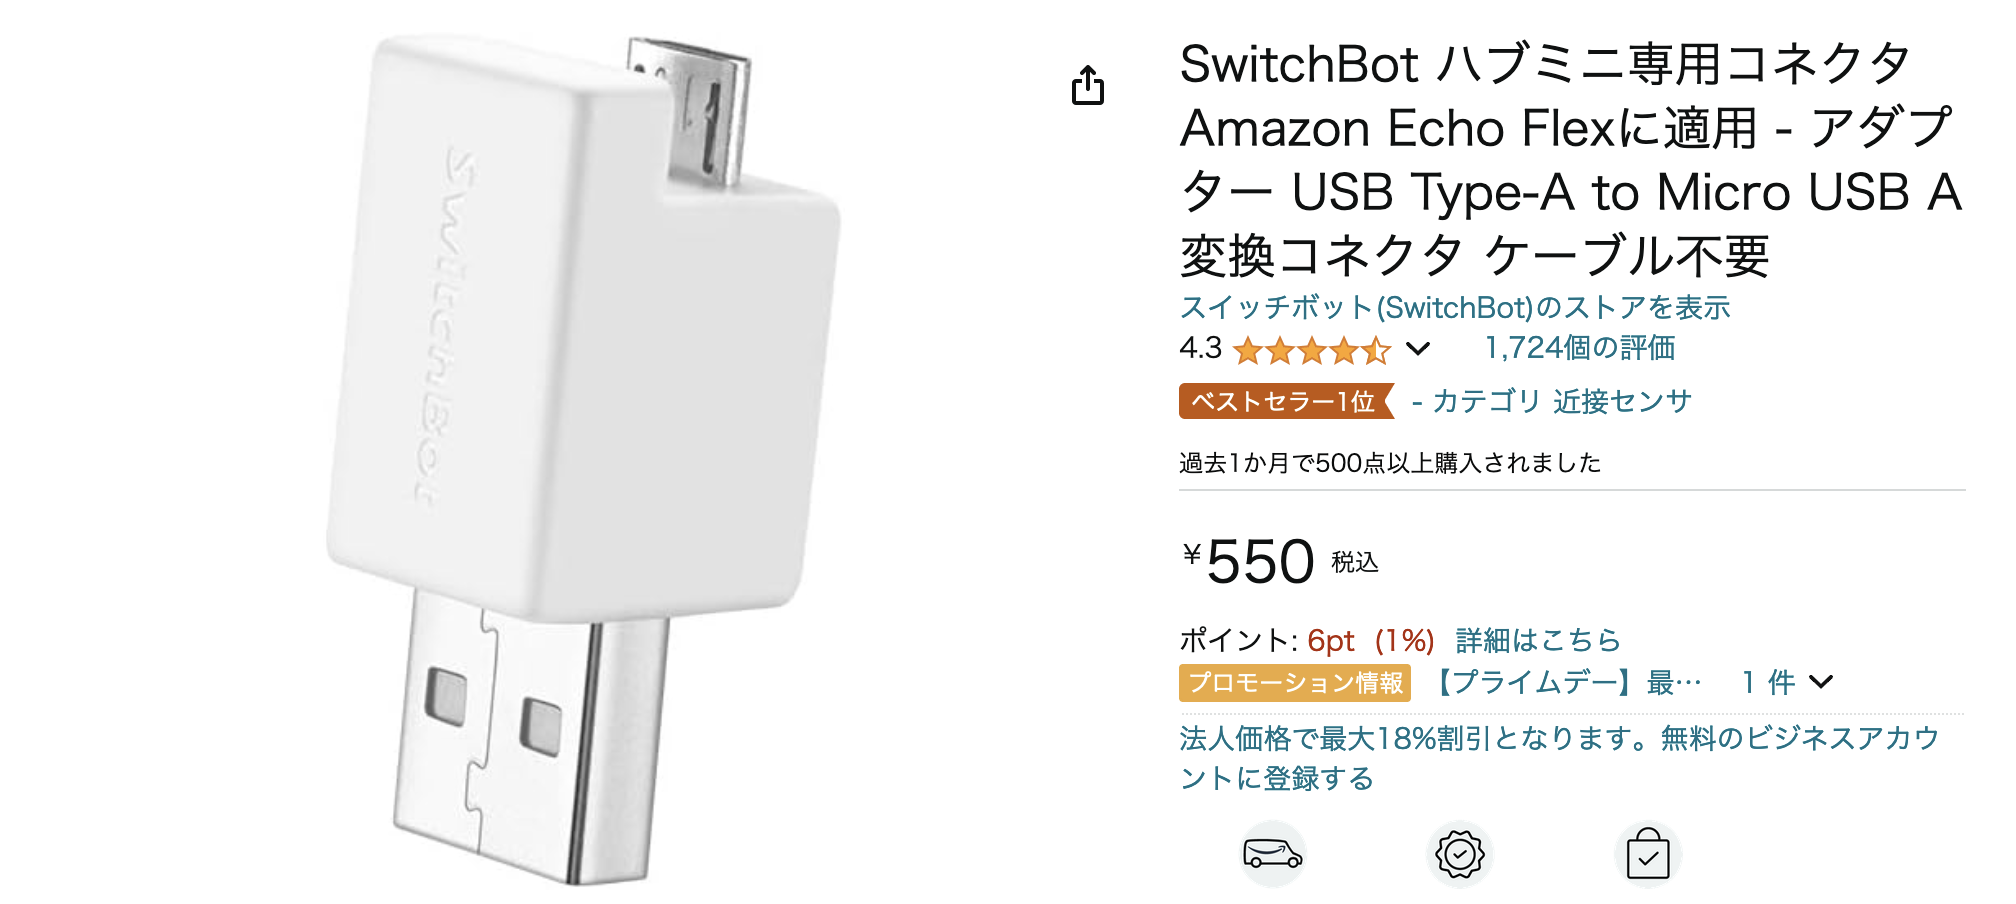 SwitchBot
SwitchBot ハブミニ専用コネクタ
Amazon Echo Flexに適用 - アダプ
ター USB Type-A to Micro USB A
変換コネクタ ケーブル不要
スイッチボット(SwitchBot)のストアを表示
4.3 1,724個の評価
ベストセラー1位 - カテゴリ 近接センサ
過去1か月で500点以上購入されました
¥550 税込
ポイント: 6pt (1%) 詳細はこちら
プロモーション情報 【プライムデー】最… 1 件
法人価格で最大18%割引となります。無料のビジネスアカウ
ントに登録する